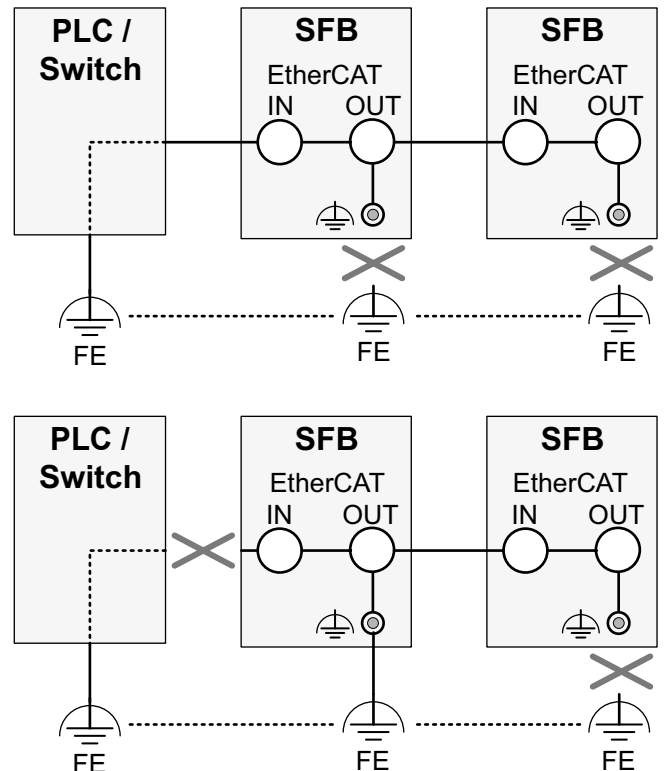 PLC /
Switch
SFB
EtherCAT
IN OUT
SFB
EtherCAT
IN OUT
FE
FE
FE
PLC /
Switch
SFB
EtherCAT
IN OUT
SFB
EtherCAT
IN OUT
FE
FE
FE